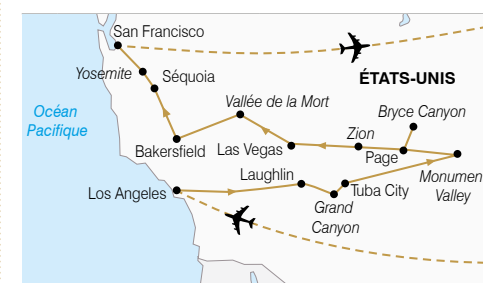 San Francisco
Yosemite
Séquoia
ÉTATS-UNIS
Océan
Pacifique
Vallée de la Mort
Bryce Canyon
Bakersfield
Las Vegas
Zion
Page
Monumen
Valley
Laughlin
Los Angeles
Tuba City
Grand
Canyon